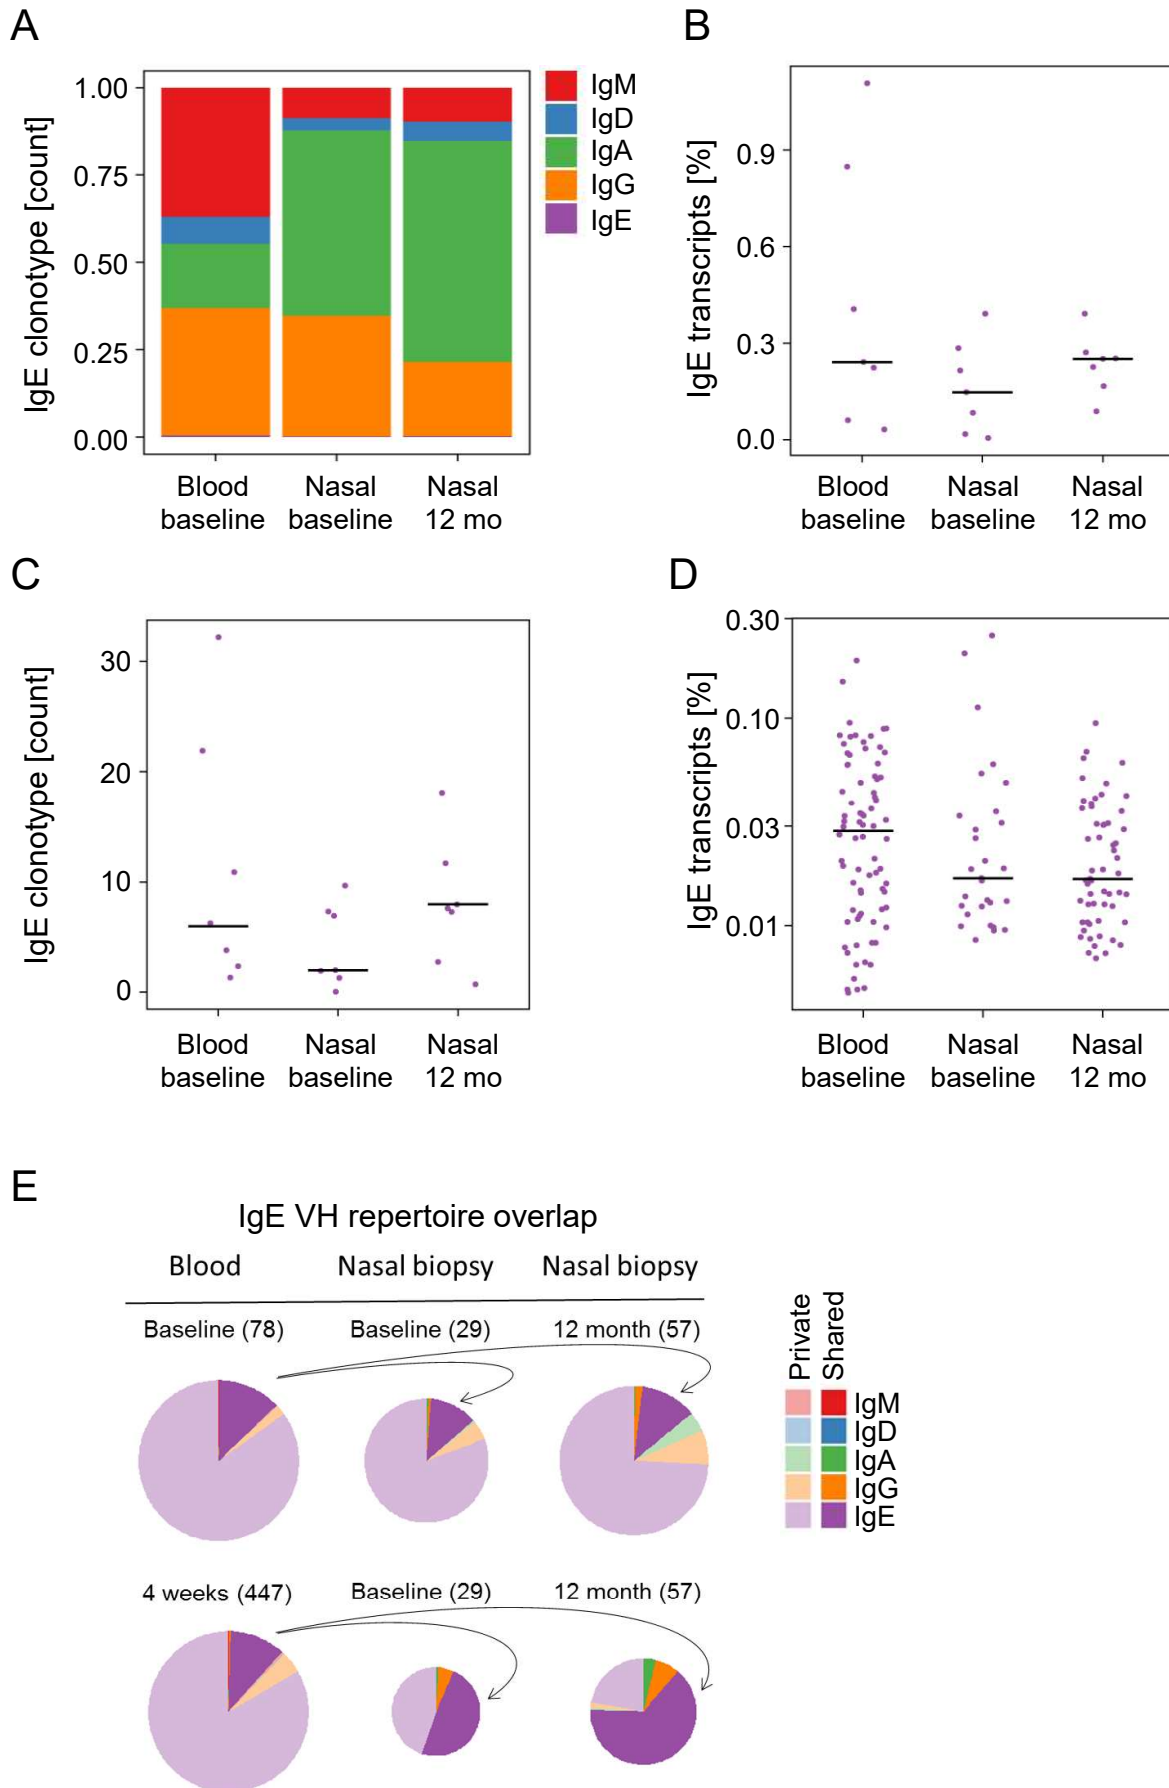 A
IgE clonotype [count]
1.00
0.75
0.50
0.25
0.00
Blood
baseline
Nasal
baseline
Nasal
12 mo
IgM
IgD
IgA
IgG
IgE
B
IgE transcripts [%]
0.9
0.6
0.3
0.0
Blood
baseline
Nasal
baseline
Nasal
12 mo
C
IgE clonotype [count]
30
20
10
0
Blood
baseline
Nasal
baseline
Nasal
12 mo
D
IgE transcripts [%]
0.30
0.10
0.03
0.01
Blood
baseline
Nasal
baseline
Nasal
12 mo
E
IgE VH repertoire overlap
Blood
Nasal biopsy
Nasal biopsy
Baseline (78)
Baseline (29)
12 month (57)
4 weeks (447)
Baseline (29)
12 month (57)
Private
Shared
IgM
IgD
IgA
IgG
IgE